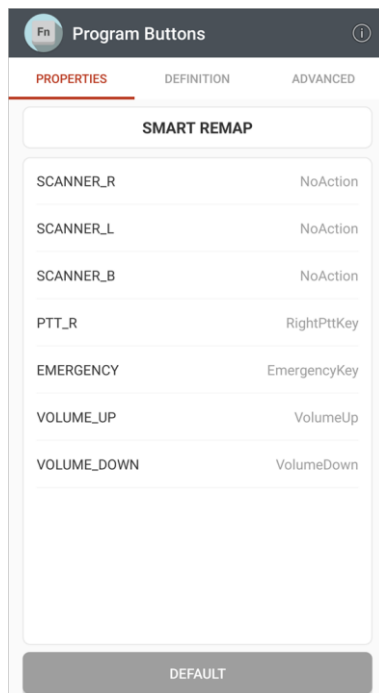 Fn Program Buttons
PROPERTIES DEFINITION ADVANCED
SMART REMAP
SCANNER_R NoAction
SCANNER_L NoAction
SCANNER_B NoAction
PTT_R RightPttKey
EMERGENCY EmergencyKey
VOLUME_UP VolumeUp
VOLUME_DOWN VolumeDown
DEFAULT